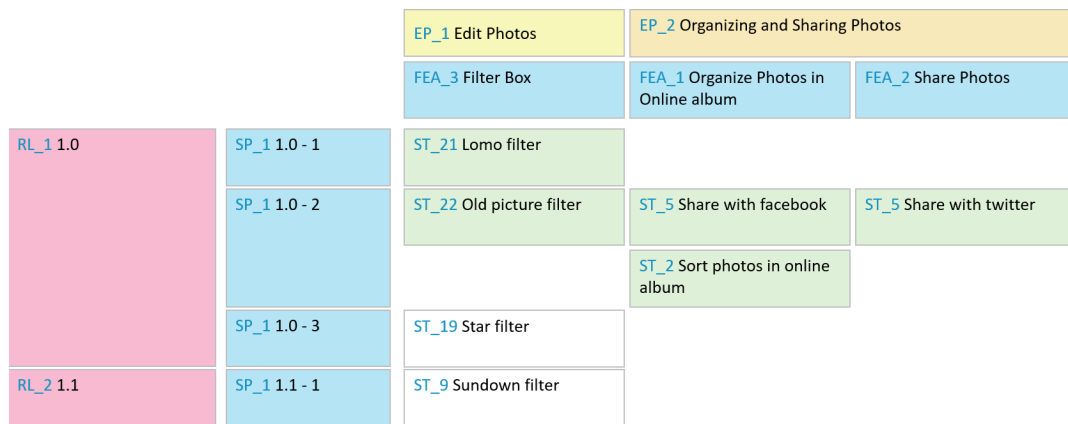 EP_1 Edit Photos
EP_2 Organizing and Sharing Photos
FEA_3 Filter Box
FEA_1 Organize Photos in
Online album
FEA_2 Share Photos
RL_1 1.0
SP_1 1.0 - 1
ST_21 Lomo filter
SP_1 1.0 - 2
ST_22 Old picture filter
ST_5 Share with facebook
ST_5 Share with twitter
ST_2 Sort photos in online
album
SP_1 1.0 - 3
ST_19 Star filter
RL_2 1.1
SP_1 1.1 - 1
ST_9 Sundown filter